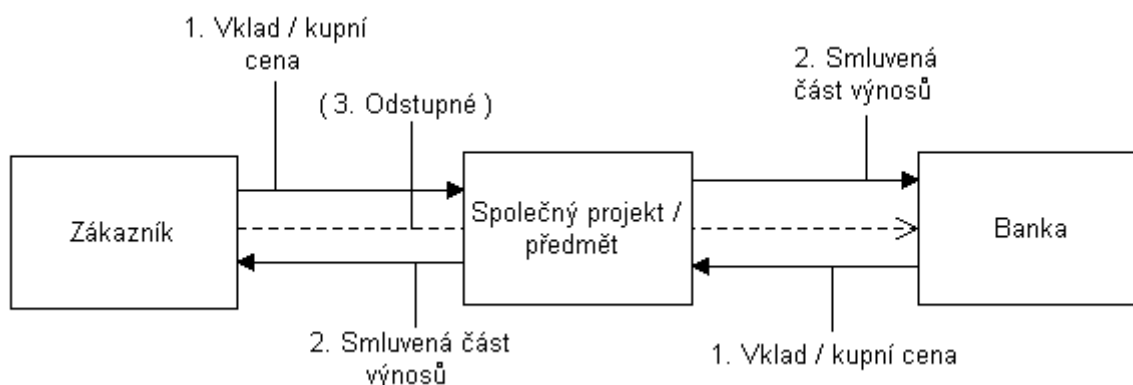 1. Vklad / kupní
cena
( 3. Odstupné )
2. Smluvená
část výnosů
Zákazník
Společný projekt /
předmět
Banka
2. Smluvená část
výnosů
1. Vklad / kupní cena